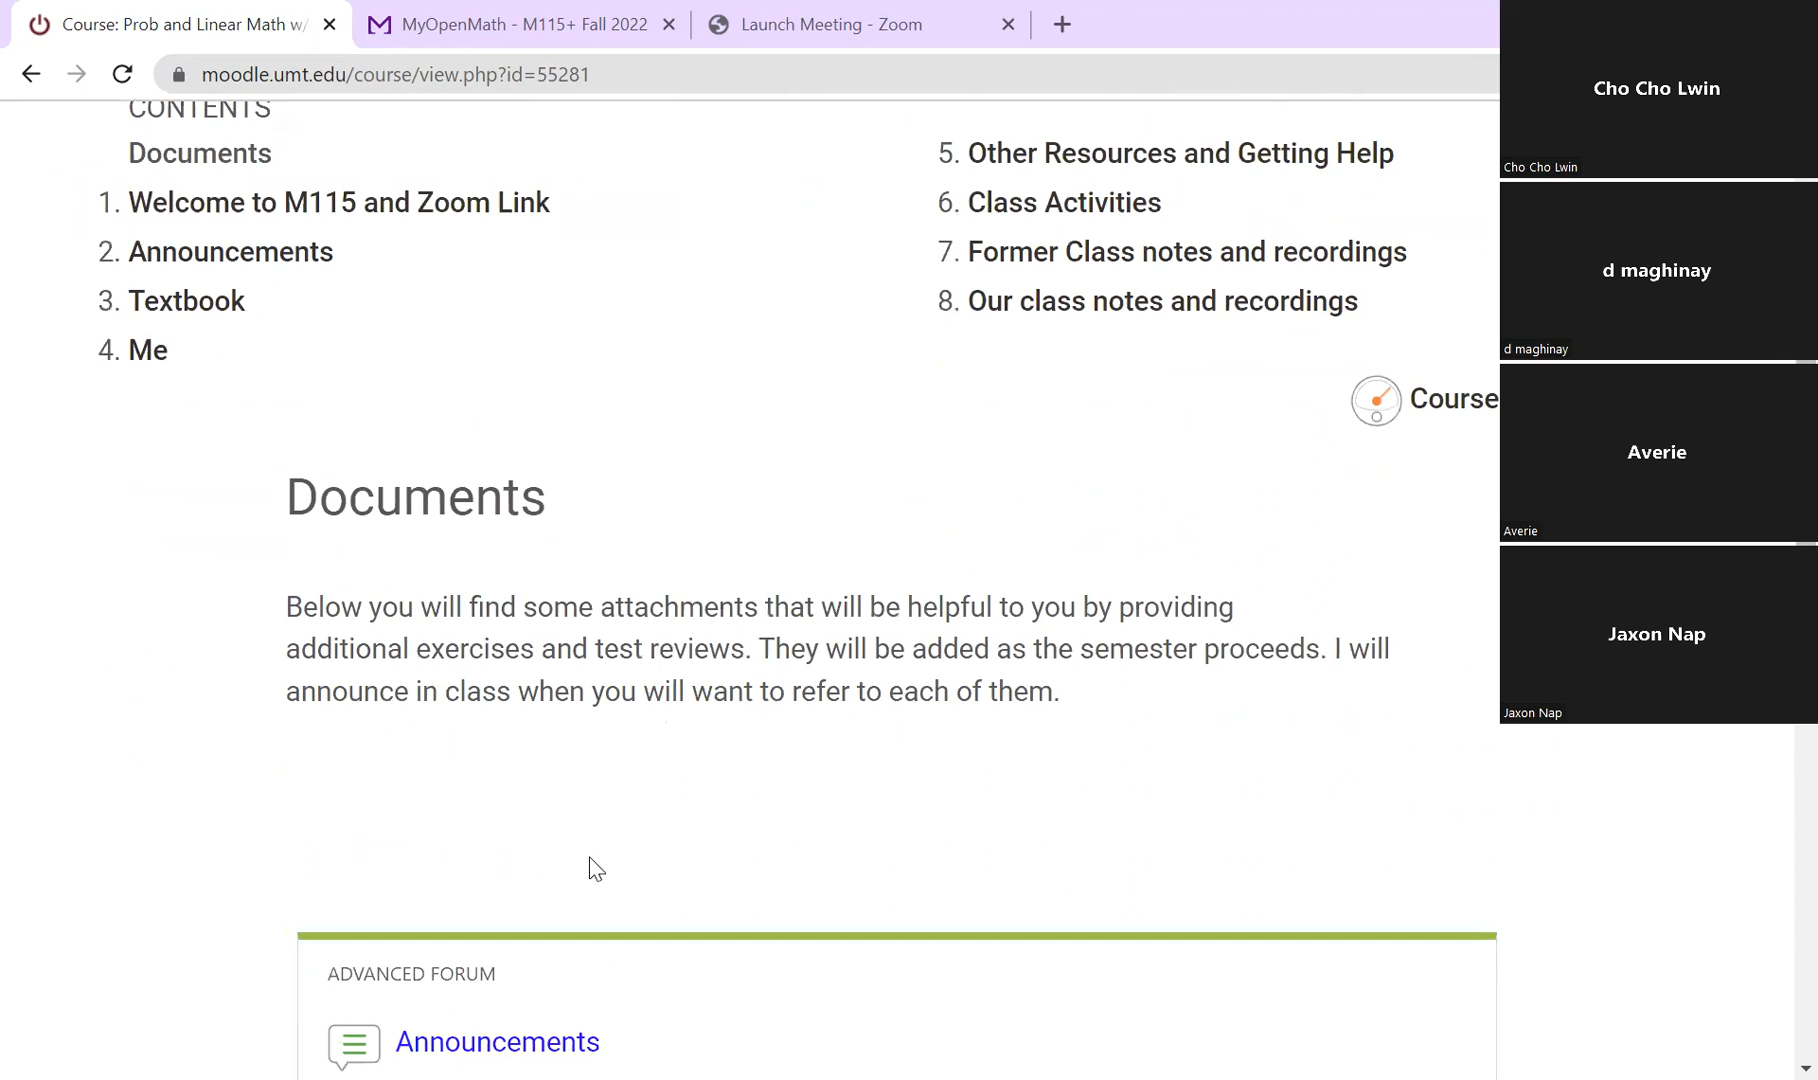 Course: Prob and Linear Math w/
MyOpenMath - M115+ Fall 2022
Launch Meeting - Zoom
moodle.umt.edu/course/view.php?id=55281
CONTENTS
Documents
1. Welcome to M115 and Zoom Link
2. Announcements
3. Textbook
4. Me
5. Other Resources and Getting Help
6. Class Activities
7. Former Class notes and recordings
8. Our class notes and recordings
Course
Documents
Below you will find some attachments that will be helpful to you by providing
additional exercises and test reviews. They will be added as the semester proceeds. I will
announce in class when you will want to refer to each of them.
ADVANCED FORUM
Announcements
Cho Cho Lwin
Cho Cho Lwin
d maghinay
d maghinay
Averie
Averie
Jaxon Nap
Jaxon Nap